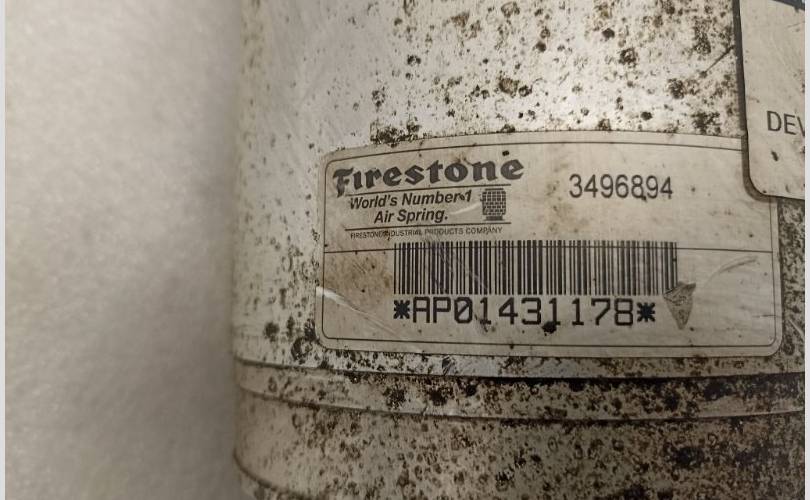 Firestone
World's Number 1
Air Spring.
FIRESTONE INDUSTRIAL PRODUCTS COMPANY
3496894
*AP01431178*
DEV